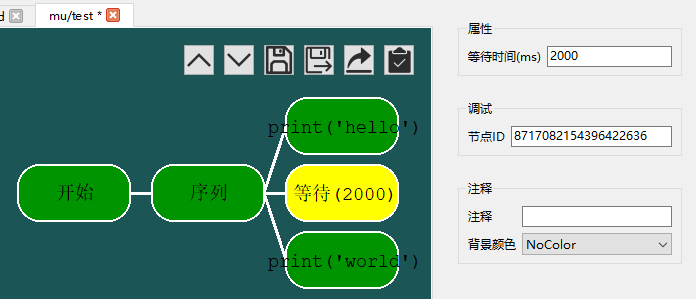 d
mu/test *
开始
序列
print('hello')
等待(2000)
print('world')
属性
等待时间(ms) 2000
调试
节点ID 8717082154396422636
注释
注释
背景颜色 NoColor